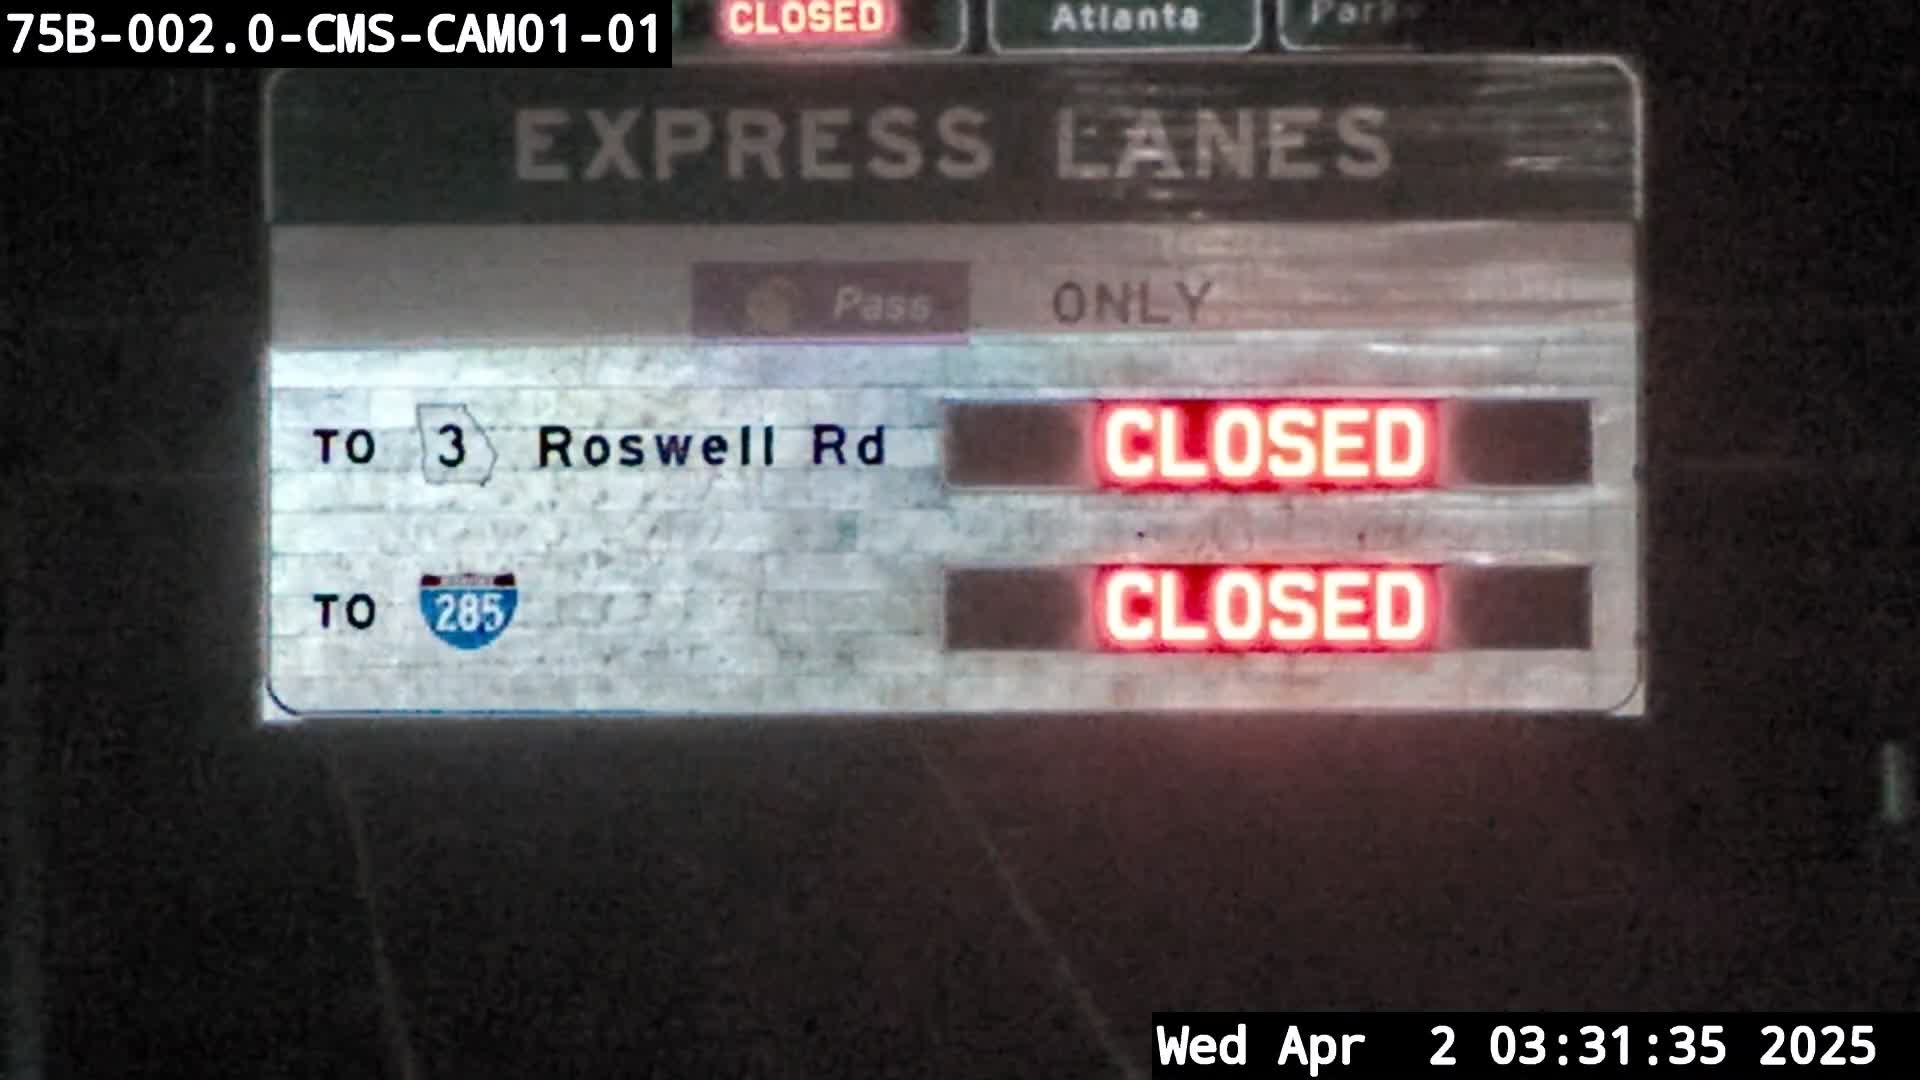 75B-002.0-CMS-CAM01-01
CLOSED
Atlanta
EXPRESS LANES
Pass ONLY
TO 3 Roswell Rd CLOSED
TO 285 CLOSED
Wed Apr 2 03:31:35 2025